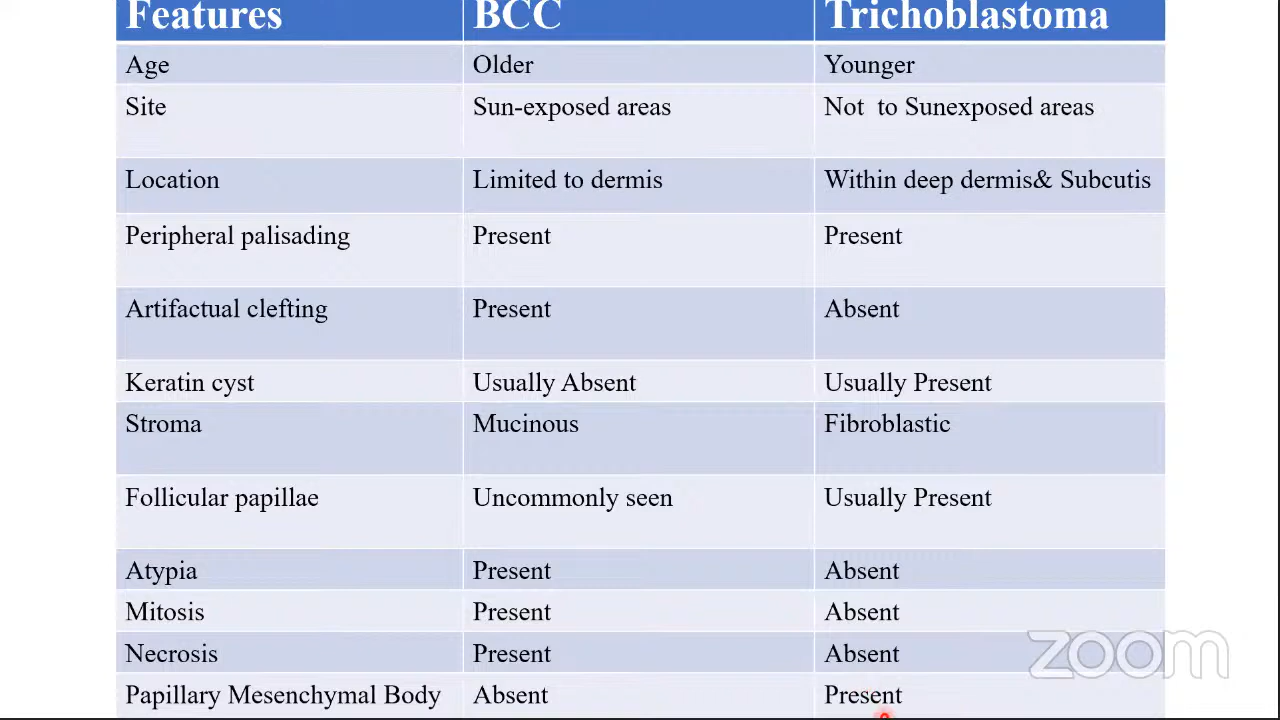 Features BCC Trichoblastoma
Age Older Younger
Site Sun-exposed areas Not  to Sunexposed areas
Location Limited to dermis Within deep dermis& Subcutis
Peripheral palisading Present Present
Artifactual clefting Present Absent
Keratin cyst Usually Absent Usually Present
Stroma Mucinous Fibroblastic
Follicular papillae Uncommonly seen Usually Present
Atypia Present Absent
Mitosis Present Absent
Necrosis Present Absent
zoom
Papillary Mesenchymal Body Absent Present